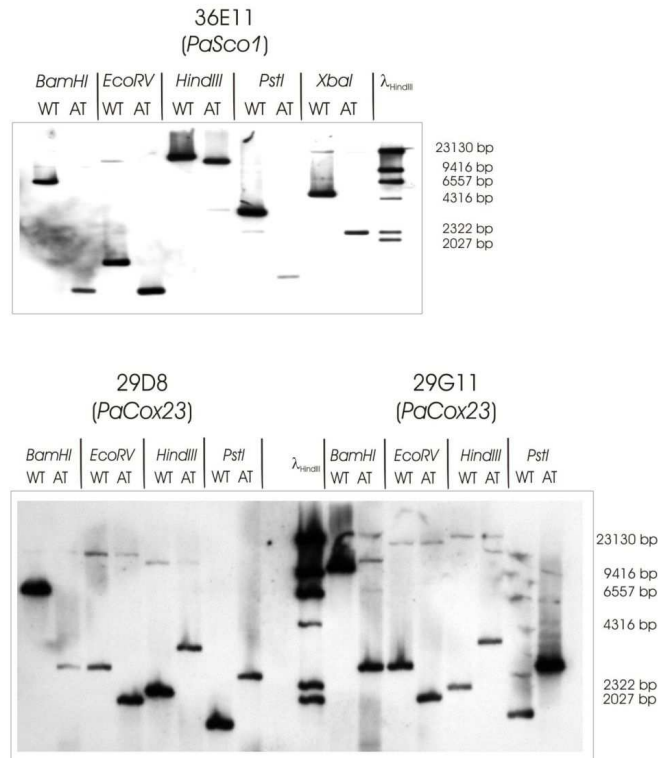 36E11
(PaSco1)
BamHI EcoRV HindIII PstI XbaI λHindIII
WT AT WT AT WT AT WT AT WT AT
23130 bp
9416 bp
6557 bp
4316 bp
2322 bp
2027 bp
29D8 29G11
(PaCox23) (PaCox23)
BamHI EcoRV HindIII PstI λHindIII BamHI EcoRV HindIII PstI
WT AT WT AT WT AT WT AT WT AT WT AT WT AT WT AT
23130 bp
9416 bp
6557 bp
4316 bp
2322 bp
2027 bp